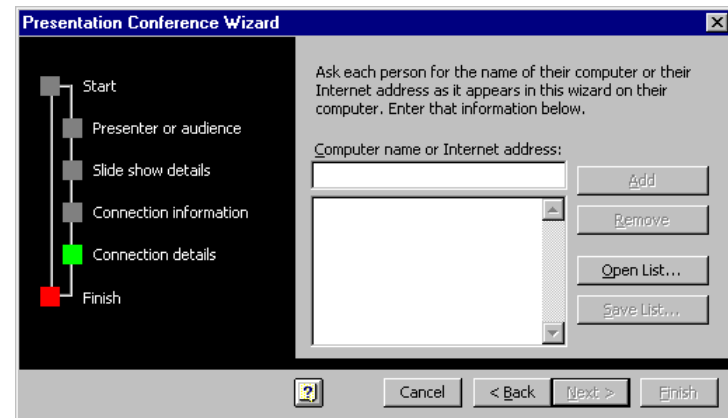 Presentation Conference Wizard
Start
Presenter or audience
Slide show details
Connection information
Connection details
Finish
Ask each person for the name of their computer or their
Internet address as it appears in this wizard on their
computer. Enter that information below.
Computer name or Internet address:
Add
Remove
Open List...
Save List...
Cancel
< Back
Next >
Finish